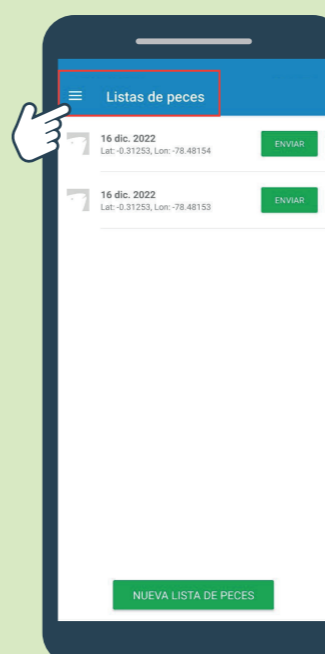 Listas de peces
16 dic. 2022
Lat: -0.31253, Lon: -78.48154
ENVIAR
16 dic. 2022
Lat: -0.31253, Lon: -78.48153
ENVIAR
NUEVA LISTA DE PECES